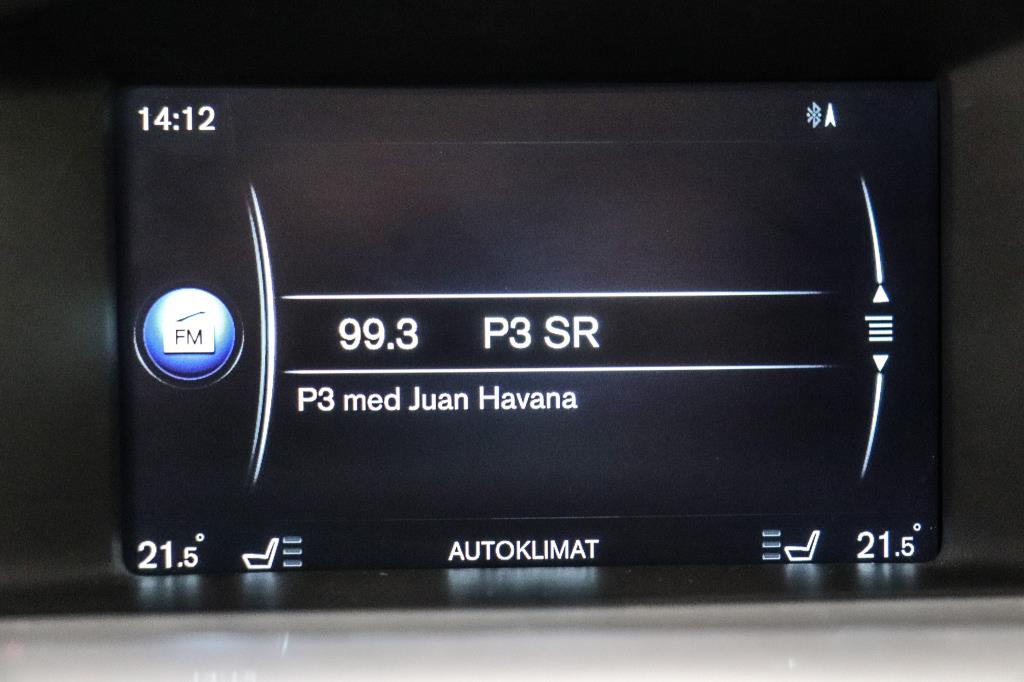 14:12
FM
99.3 P3 SR
P3 med Juan Havana
21.5° AUTOKLIMAT 21.5°